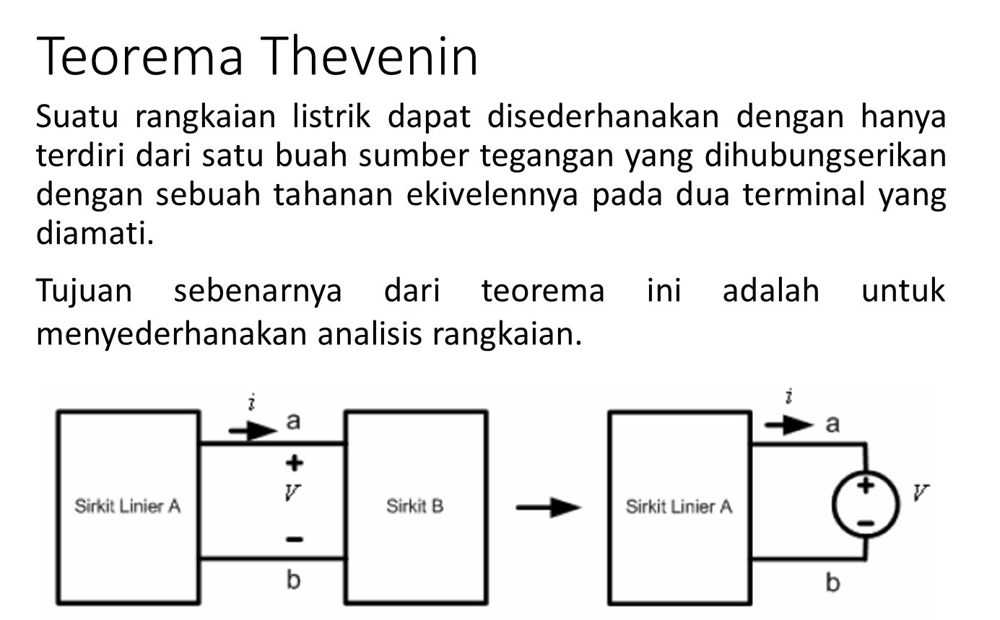 Teorema Thevenin
Suatu rangkaian listrik dapat disederhanakan dengan hanya
terdiri dari satu buah sumber tegangan yang dihubungserikan
dengan sebuah tahanan ekivelennya pada dua terminal yang
diamati.
Tujuan sebenarnya dari teorema ini adalah untuk
menyederhanakan analisis rangkaian.
i
a
+
V
−
b
Sirkit Linier A
Sirkit B
i
a
Sirkit Linier A
+
−
V
b